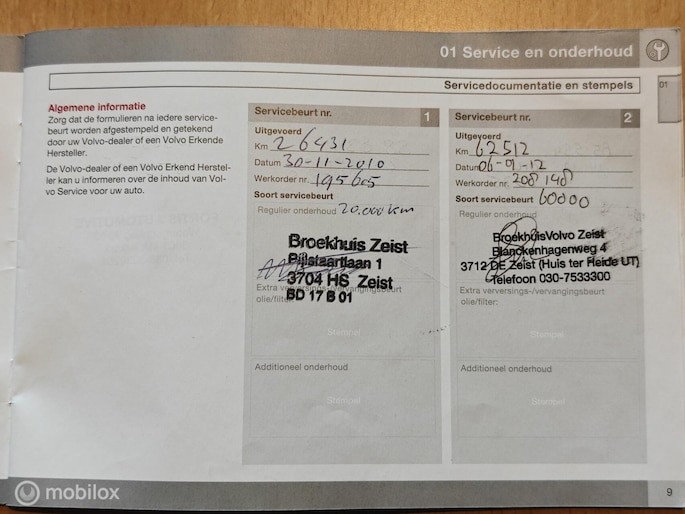 01 Service en onderhoud
Servicedocumentatie en stempels
01
Algemene informatie
Zorg dat de formulieren na iedere service-
beurt worden afgestempeld en getekend
door uw Volvo-dealer of een Volvo Erkende
Hersteller.
De Volvo-dealer of een Volvo Erkend Herstel-
ler kan u informeren over de inhoud van Vol-
vo Service voor uw auto.
Servicebeurt nr. 1
Uitgevoerd
Km 26431
Datum 30-11-2010
Werkorder nr. 195605
Soort servicebeurt
Regulier onderhoud 20.000 km
Broekhuis Zeist
Bijlstaartlaan 1
3704 HS Zeist
BD 17 B 01
Extra verversings-/vervangingsbeurt
olie/filter:
Stempel
Additioneel onderhoud
Stempel
Servicebeurt nr. 2
Uitgevoerd
Km 62512
Datum 06-01-12
Werkorder nr. 208148
Soort servicebeurt 60000
Regulier onderhoud
BroekhuisVolvo Zeist
Blanckenhagenweg 4
3712 DE Zeist (Huis ter Heide UT)
Telefoon 030-7533300
Extra verversings-/vervangingsbeurt
olie/filter:
Stempel
Additioneel onderhoud
Stempel
9
mobilox